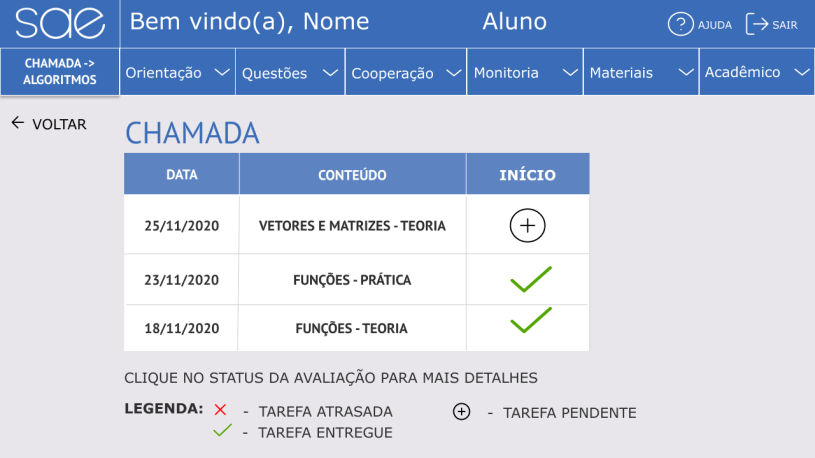 sae Bem vindo(a), Nome Aluno AJUDA SAIR
CHAMADA ->
ALGORITMOS
Orientação Questões Cooperação Monitoria Materiais Acadêmico
VOLTAR
CHAMADA
DATA CONTEÚDO INÍCIO
25/11/2020 VETORES E MATRIZES - TEORIA
23/11/2020 FUNÇÕES - PRÁTICA
18/11/2020 FUNÇÕES - TEORIA
CLIQUE NO STATUS DA AVALIAÇÃO PARA MAIS DETALHES
LEGENDA: - TAREFA ATRASADA - TAREFA PENDENTE
- TAREFA ENTREGUE